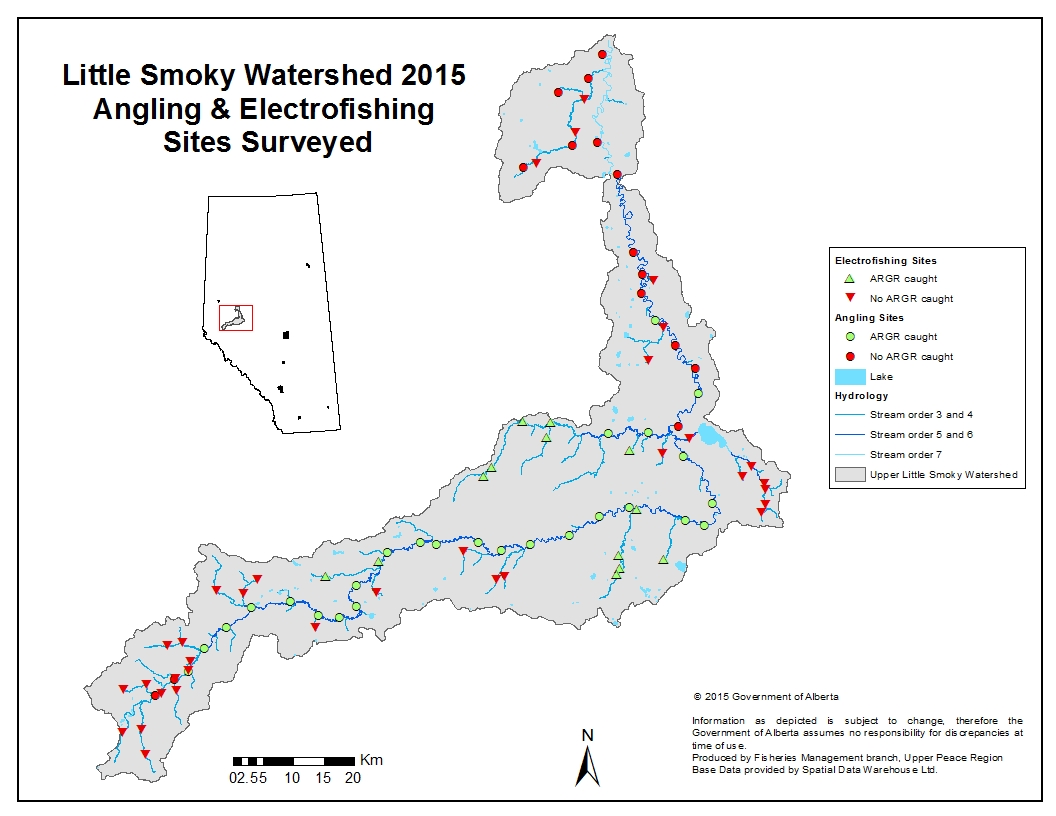 Little Smoky Watershed 2015
Angling & Electrofishing
Sites Surveyed
Electrofishing Sites
ARGR caught
No ARGR caught
Angling Sites
ARGR caught
No ARGR caught
Lake
Hydrology
Stream order 3 and 4
Stream order 5 and 6
Stream order 7
Upper Little Smoky Watershed
© 2015 Government of Alberta
Information as depicted is subject to change, therefore the
Government of Alberta assumes no responsibility for discrepancies at
time of use.
Produced by Fisheries Management branch, Upper Peace Region
Base Data provided by Spatial Data Warehouse Ltd.
N
Km
02.55 10 15 20